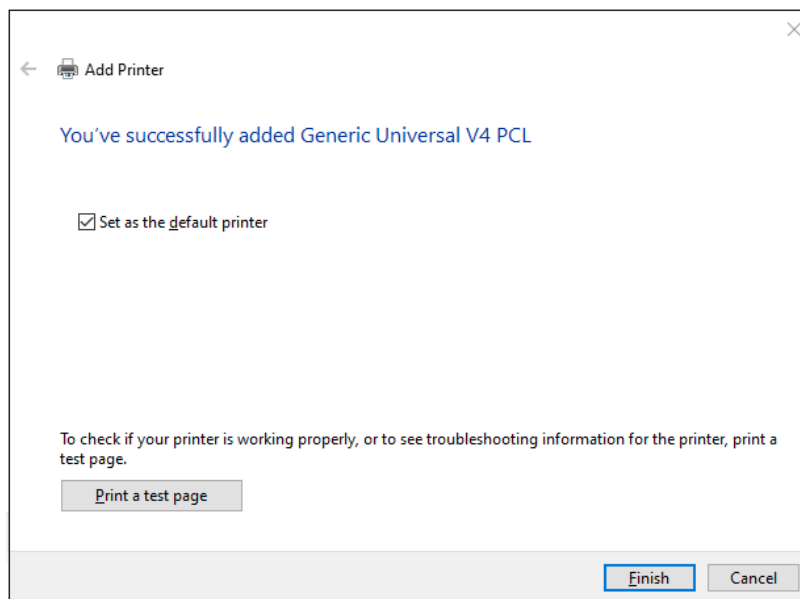 Add Printer
You've successfully added Generic Universal V4 PCL
Set as the default printer
To check if your printer is working properly, or to see troubleshooting information for the printer, print a
test page.
Print a test page
Finish
Cancel